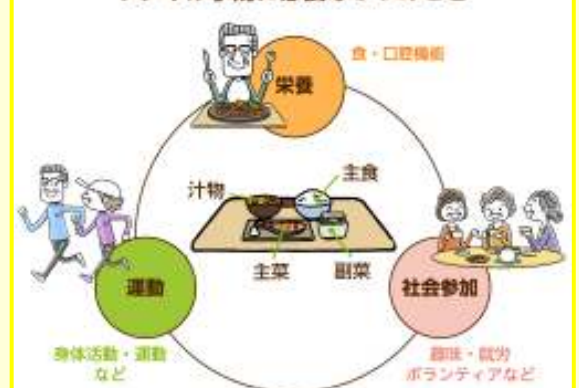 食・口腔機能
栄養
主食
汁物
主菜
副菜
運動
社会参加
身体活動・運動
など
趣味・就労
ボランティアなど